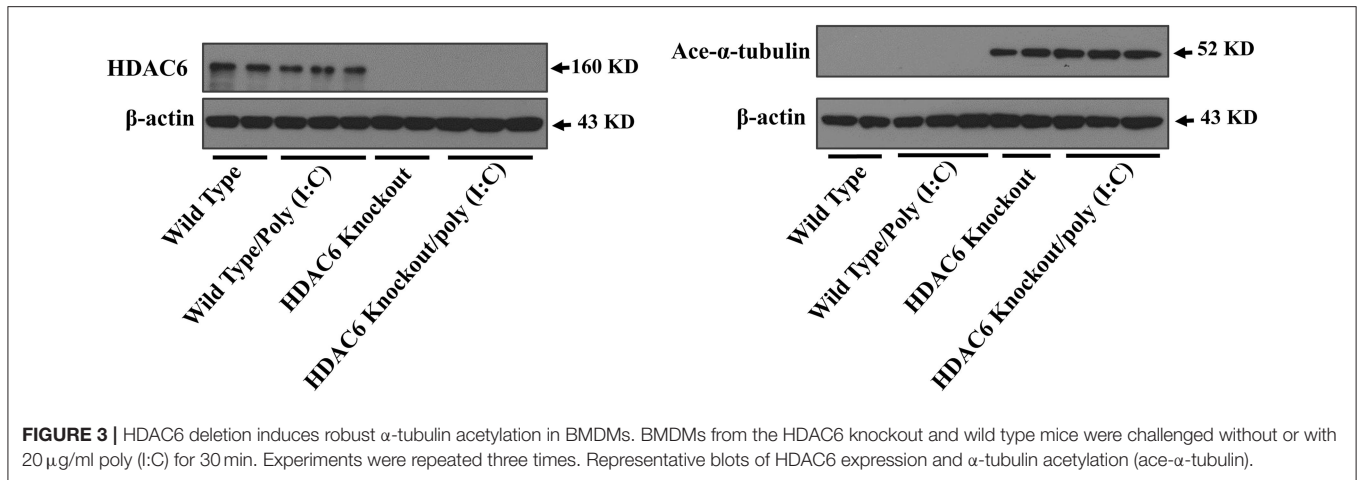 HDAC6
160 KD
β-actin
43 KD
Wild Type
Wild Type/Poly (I:C)
HDAC6 Knockout
HDAC6 Knockout/poly (I:C)
Ace-α-tubulin
52 KD
β-actin
43 KD
Wild Type
Wild Type/Poly (I:C)
HDAC6 Knockout
HDAC6 Knockout/poly (I:C)
FIGURE 3 | HDAC6 deletion induces robust α-tubulin acetylation in BMDMs. BMDMs from the HDAC6 knockout and wild type mice were challenged without or with
20 μg/ml poly (I:C) for 30 min. Experiments were repeated three times. Representative blots of HDAC6 expression and α-tubulin acetylation (ace-α-tubulin).